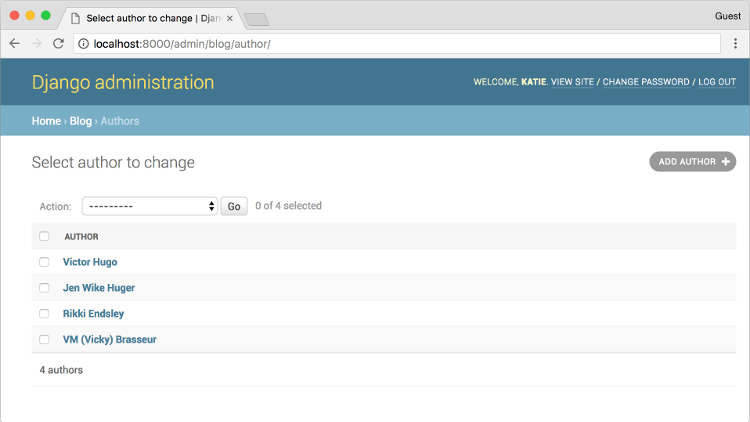 Select author to change | Djan
Guest
localhost:8000/admin/blog/author/
Django administration
WELCOME, KATIE. VIEW SITE / CHANGE PASSWORD / LOG OUT
Home › Blog › Authors
Select author to change
ADD AUTHOR +
Action: --------- Go 0 of 4 selected
AUTHOR
Victor Hugo
Jen Wike Huger
Rikki Endsley
VM (Vicky) Brasseur
4 authors